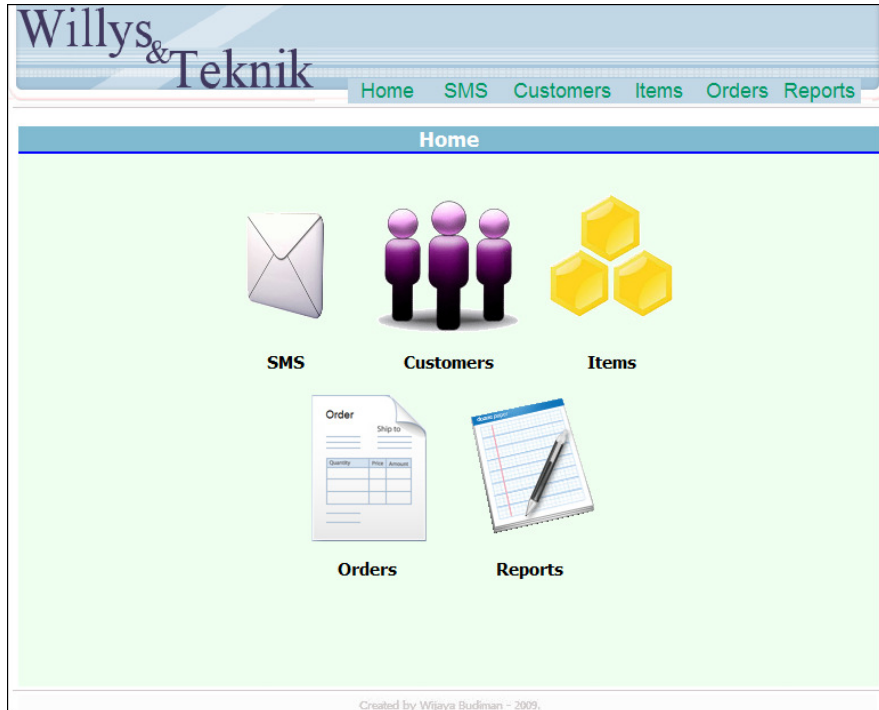 Willys
&Teknik
Home SMS Customers Items Orders Reports
Home
SMS Customers Items
Order
Ship to
Quantity Price Amount
Orders Reports
Created by Wijaya Budiman - 2009.